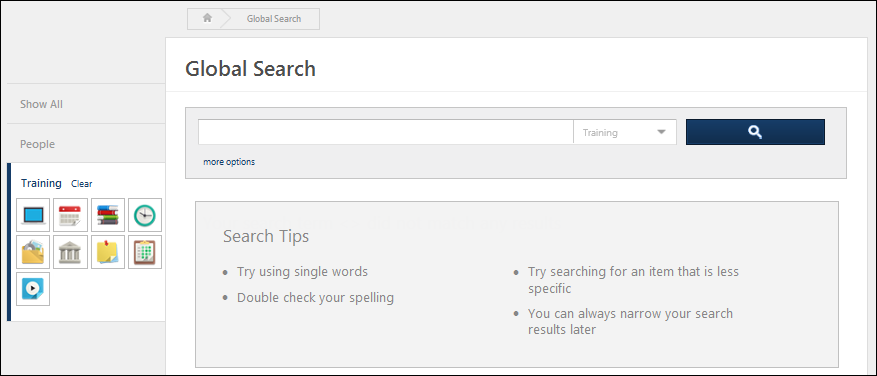 Global Search
Global Search
Show All
People
Training Clear
Training
more options
Search Tips
Try using single words
Double check your spelling
Try searching for an item that is less
specific
You can always narrow your search
results later